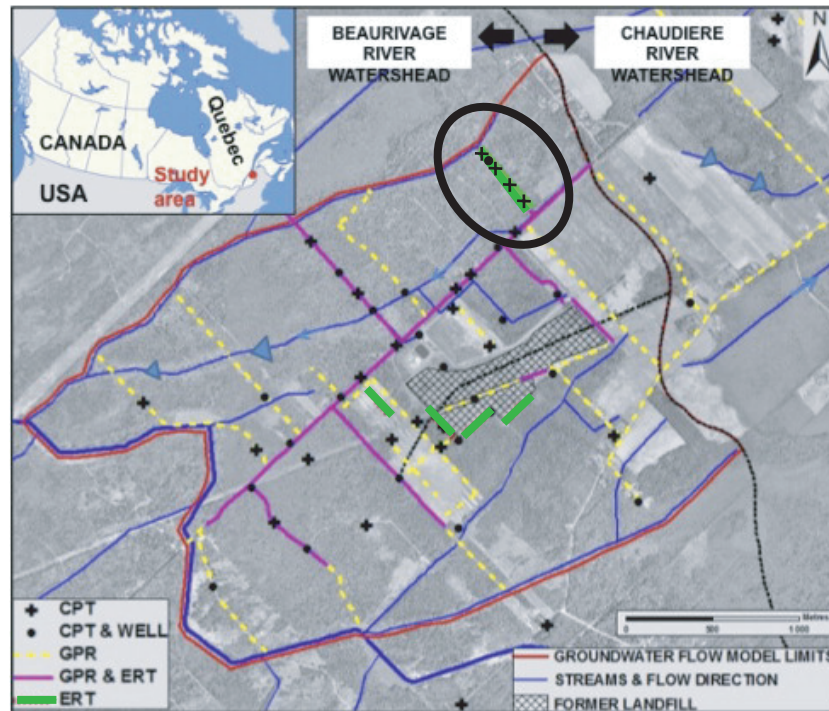 BEAURIVAGE
RIVER
WATERSHEAD
CHAUDIERE
RIVER
WATERSHEAD
N
CANADA
Quebec
USA
Study
area
CPT
CPT & WELL
GPR
GPR & ERT
ERT
Metres
0 500 1 000
GROUNDWATER FLOW MODEL LIMITS
STREAMS & FLOW DIRECTION
FORMER LANDFILL